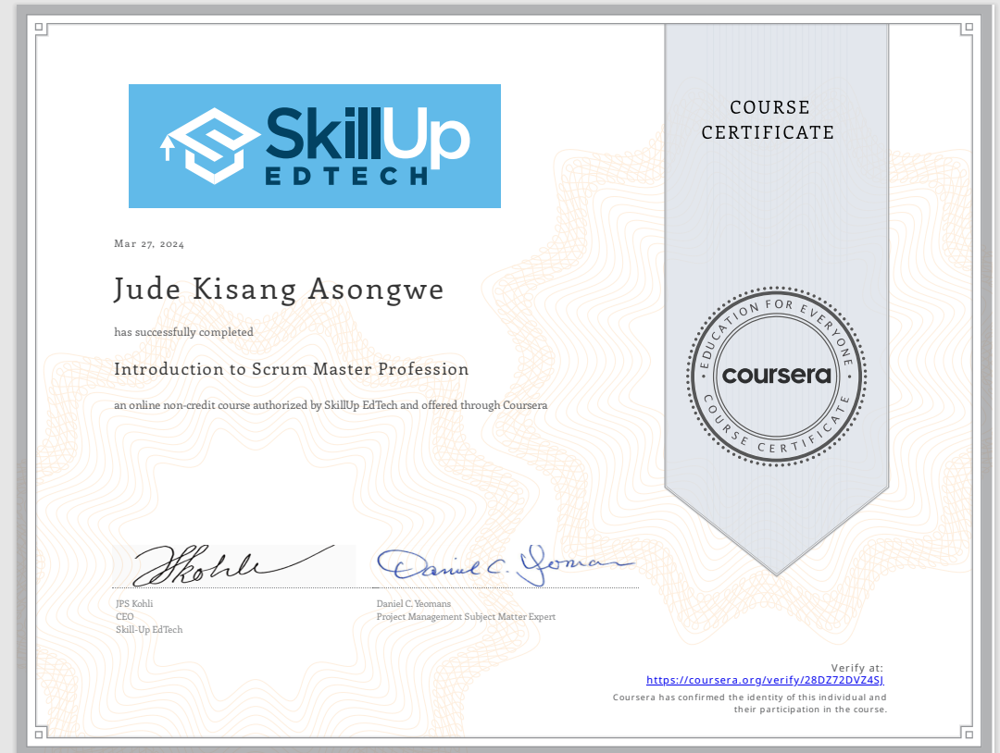 SkillUp
EDTECH
COURSE
CERTIFICATE
Mar 27, 2024
Jude Kisang Asongwe
has successfully completed
Introduction to Scrum Master Profession
an online non-credit course authorized by SkillUp EdTech and offered through Coursera
EDUCATION FOR EVERYONE
coursera
COURSE CERTIFICATE
JSKohli
Daniel C. Yeoman
JPS Kohli
CEO
Skill-Up EdTech
Daniel C. Yeomans
Project Management Subject Matter Expert
Verify at:
https://coursera.org/verify/28DZ72DVZ4SJ
Coursera has confirmed the identity of this individual and
their participation in the course.